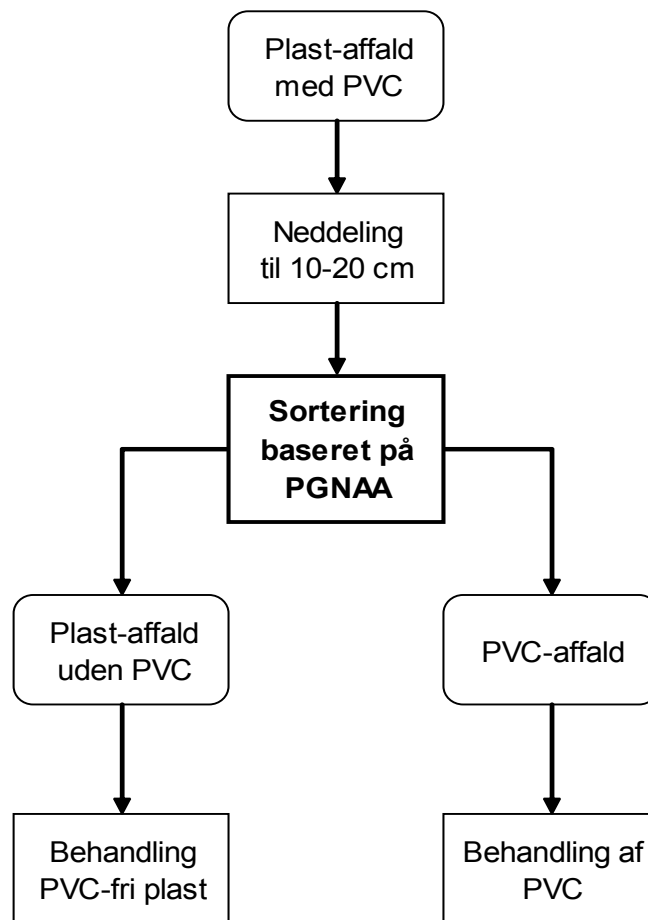 Plast-affald
med PVC
Neddeling
til 10-20 cm
Sortering
baseret på
PGNAA
Plast-affald
uden PVC
PVC-affald
Behandling
PVC-fri plast
Behandling af
PVC